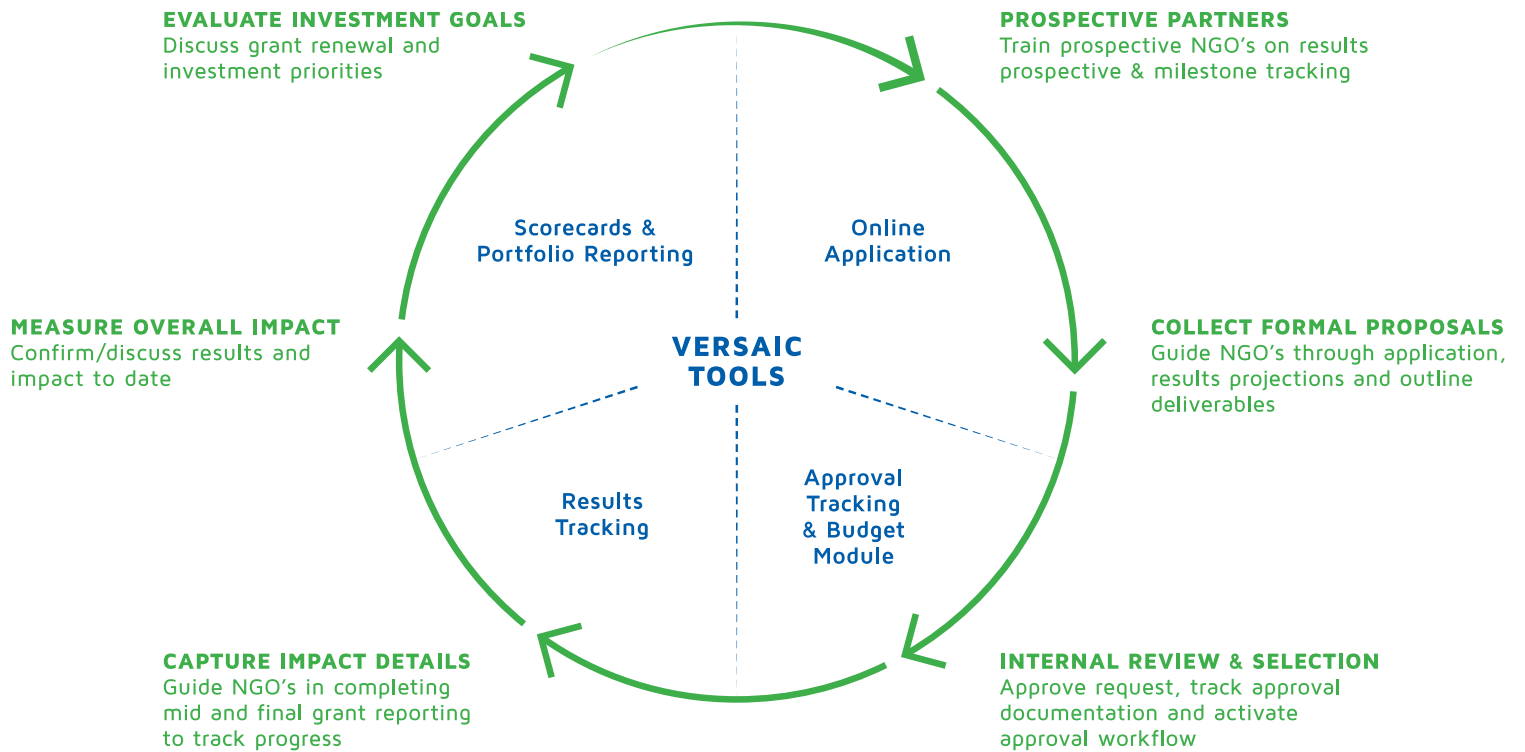 EVALUATE INVESTMENT GOALS
Discuss grant renewal and
investment priorities
PROSPECTIVE PARTNERS
Train prospective NGO's on results
prospective & milestone tracking
Scorecards &
Portfolio Reporting
Online
Application
MEASURE OVERALL IMPACT
Confirm/discuss results and
impact to date
VERSAIC
TOOLS
COLLECT FORMAL PROPOSALS
Guide NGO's through application,
results projections and outline
deliverables
Results
Tracking
Approval
Tracking
& Budget
Module
CAPTURE IMPACT DETAILS
Guide NGO's in completing
mid and final grant reporting
to track progress
INTERNAL REVIEW & SELECTION
Approve request, track approval
documentation and activate
approval workflow